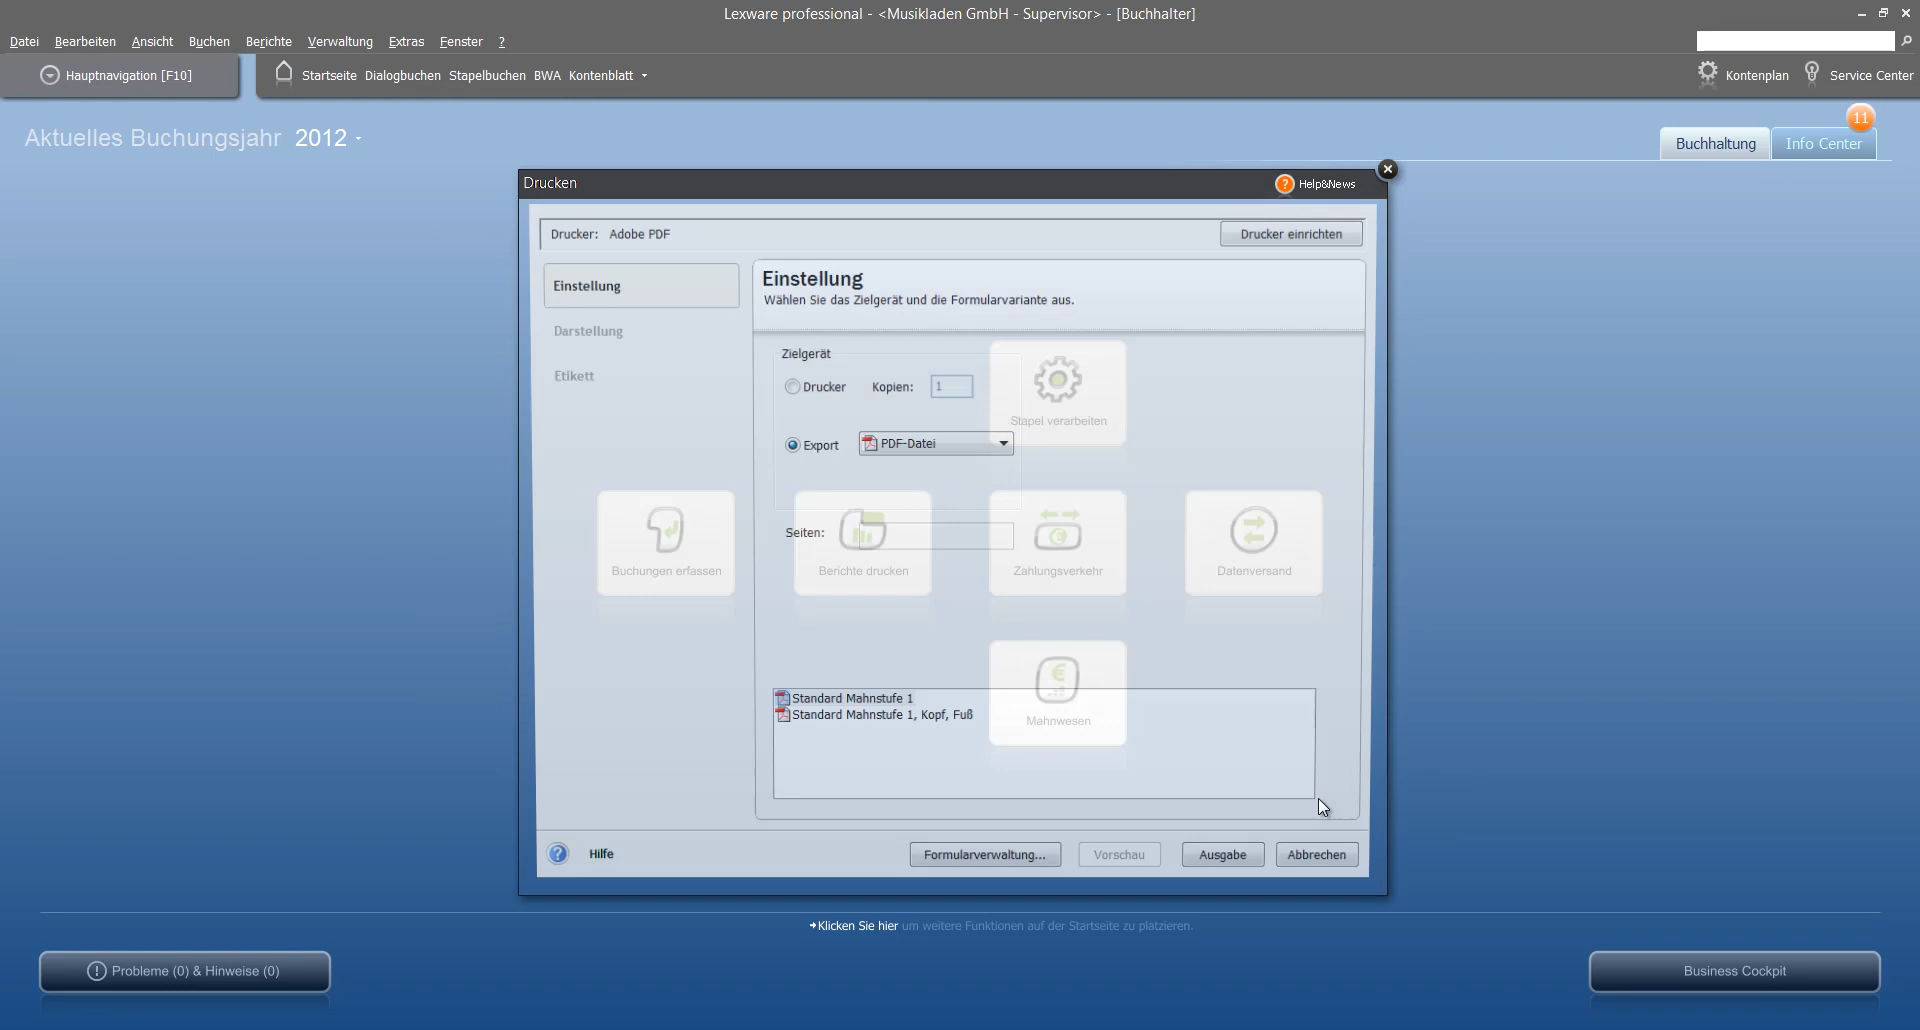 Lexware professional - <Musikladen GmbH - Supervisor> - [Buchhalter]
Datei Bearbeiten Ansicht Buchen Berichte Verwaltung Extras Fenster ?
Hauptnavigation [F10]
Startseite Dialogbuchen Stapelbuchen BWA Kontenblatt
Kontenplan Service Center
Aktuelles Buchungsjahr 2012
Buchhaltung Info Center
11
Drucken
? Help&News
Drucker: Adobe PDF
Drucker einrichten
Einstellung
Darstellung
Etikett
Einstellung
Wählen Sie das Zielgerät und die Formularvariante aus.
Zielgerät
Drucker Kopien: 1
Export PDF-Datei
Stapel verarbeiten
Seiten:
Buchungen erfassen
Berichte drucken
Zahlungsverkehr
Datenversand
Standard Mahnstufe 1
Standard Mahnstufe 1, Kopf, Fuß
Mahnwesen
? Hilfe
Formularverwaltung...
Vorschau
Ausgabe
Abbrechen
Klicken Sie hier um weitere Funktionen auf der Startseite zu platzieren.
! Probleme (0) & Hinweise (0)
Business Cockpit